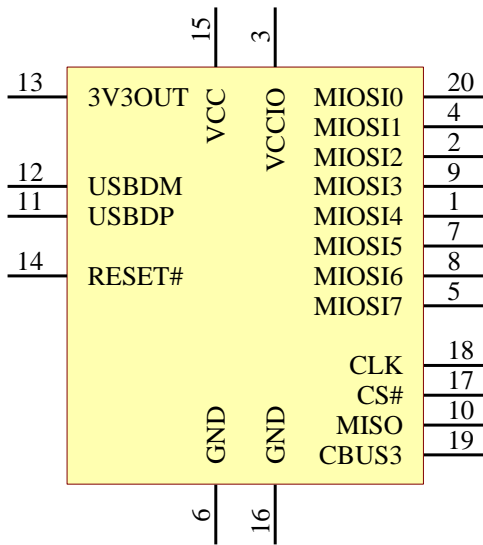 15 3
13 3V3OUT VCC VCCIO MIOSI0 20
MIOSI1 4
MIOSI2 2
12 USBDM MIOSI3 9
11 USBDP MIOSI4 1
MIOSI5 7
14 RESET# MIOSI6 8
MIOSI7 5
CLK 18
CS# 17
GND GND MISO 10
CBUS3 19
6 16